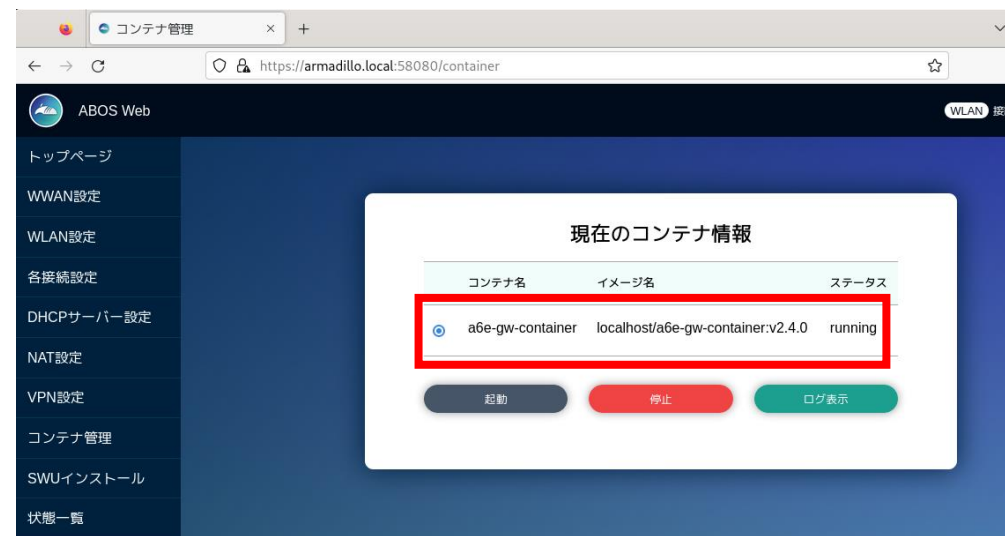 コンテナ管理
https://armadillo.local:58080/container
ABOS Web
WLAN 接
トップページ
WWAN設定
WLAN設定
各接続設定
DHCPサーバー設定
NAT設定
VPN設定
コンテナ管理
SWUインストール
状態一覧
現在のコンテナ情報
コンテナ名 イメージ名 ステータス
a6e-gw-container localhost/a6e-gw-container:v2.4.0 running
起動 停止 ログ表示